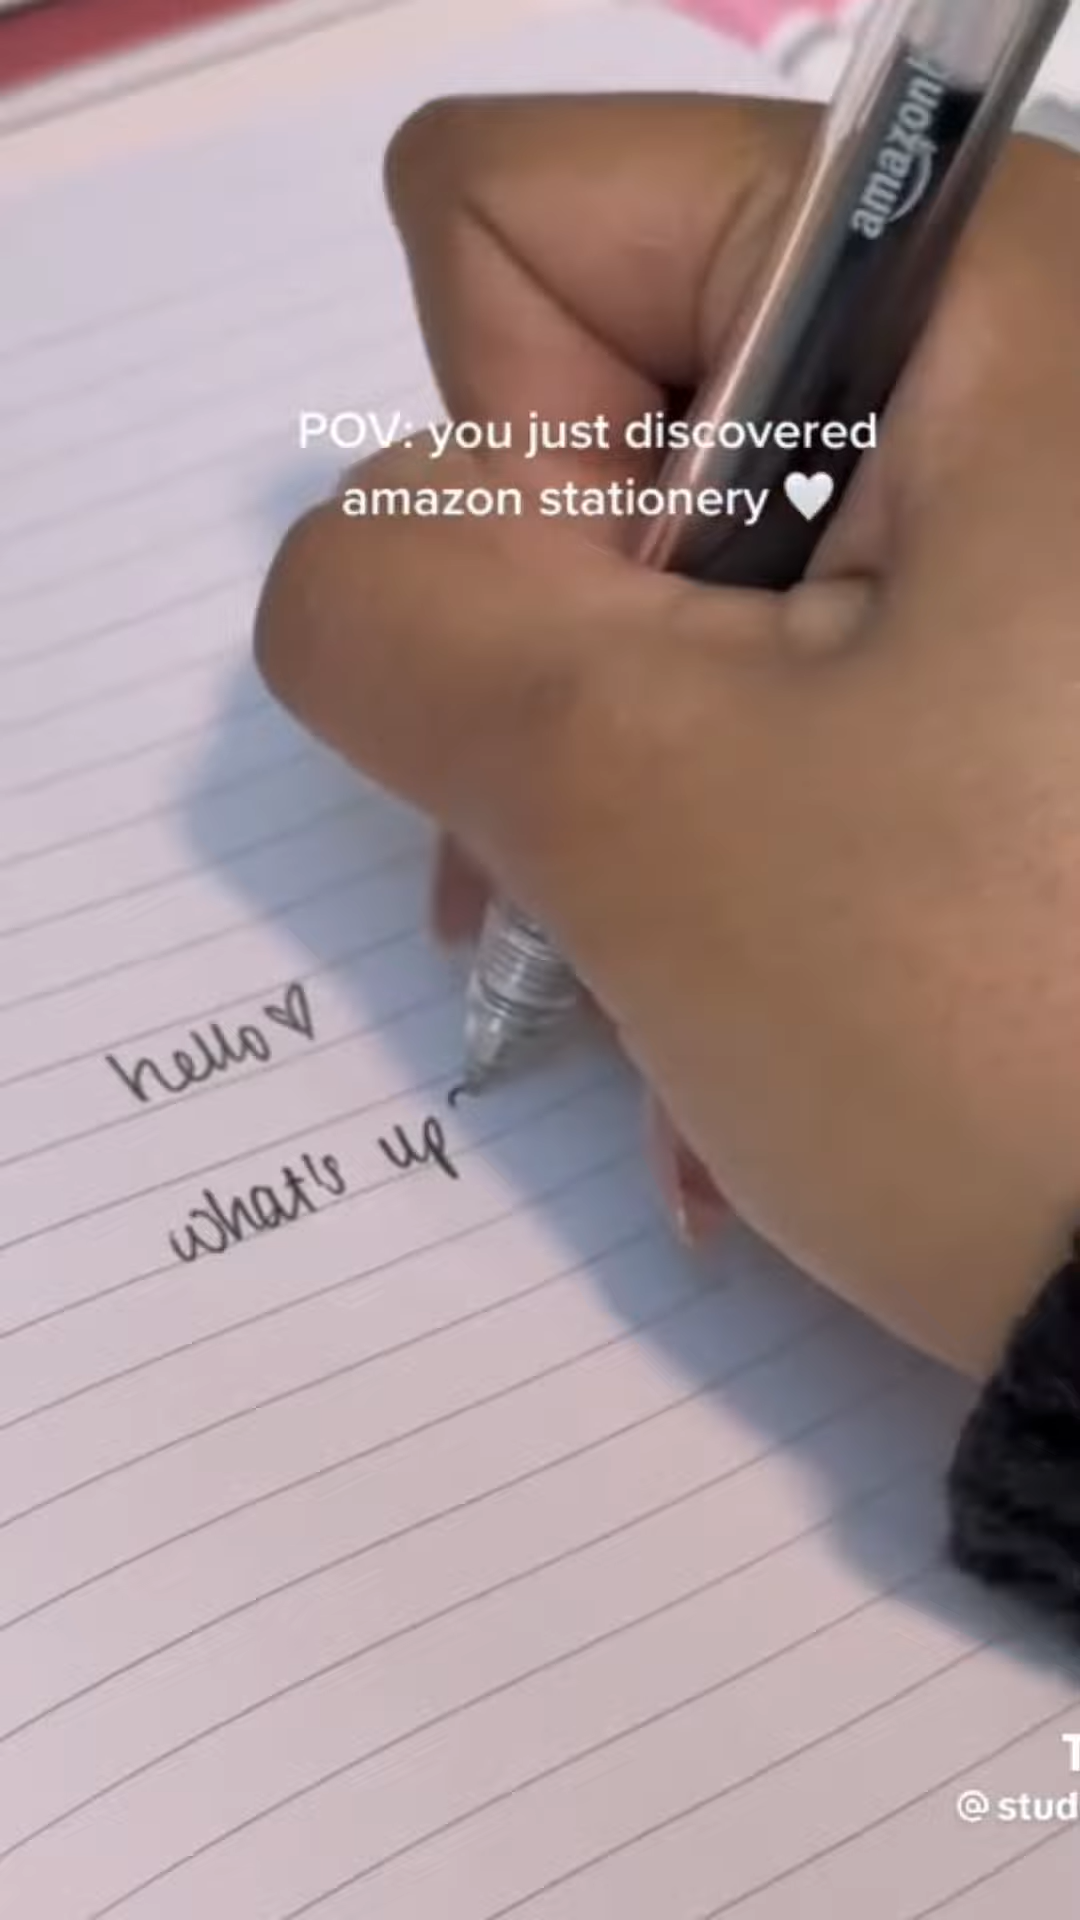 amazon
POV: you just discovered
amazon stationery 🤍
hello♡
what's up
@stud